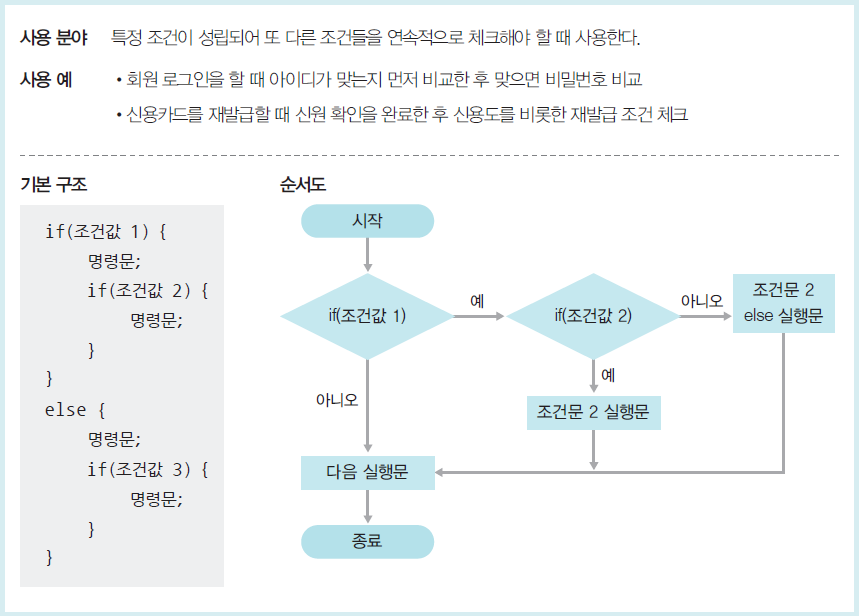 사용 분야 특정 조건이 성립되어 또 다른 조건들을 연속적으로 체크해야 할 때 사용한다.
사용 예 • 회원 로그인을 할 때 아이디가 맞는지 먼저 비교한 후 맞으면 비밀번호 비교
• 신용카드를 재발급할 때 신원 확인을 완료한 후 신용도를 비롯한 재발급 조건 체크
기본 구조
if(조건값 1) {
명령문;
if(조건값 2) {
명령문;
}
}
else {
명령문;
if(조건값 3) {
명령문;
}
}
순서도
시작
if(조건값 1)
예
if(조건값 2)
아니오
조건문 2
else 실행문
예
아니오
조건문 2 실행문
다음 실행문
종료